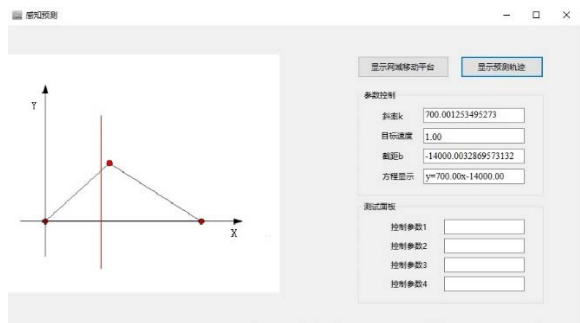 感知预测
显示网域移动平台
显示预测轨迹
Y
X
参数控制
斜率k 700.001253495273
目标速度 1.00
截距b -14000.0032869573132
方程显示 y=700.00x-14000.00
测试面板
控制参数1
控制参数2
控制参数3
控制参数4